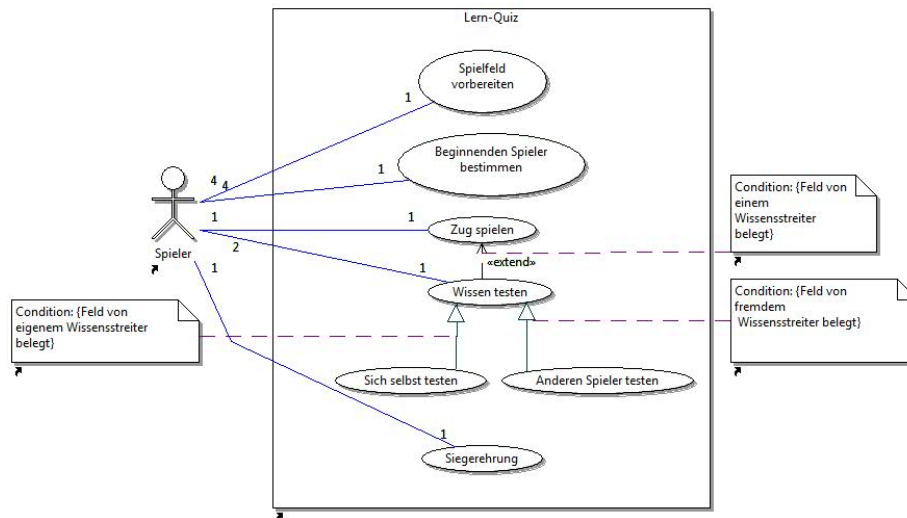 Lern-Quiz
Spielfeld
vorbereiten
1
Beginnenden Spieler
bestimmen
1
4
4
Spieler
1
1
Zug spielen
2
«extend»
1
Wissen testen
1
Condition: {Feld von
einem
Wissensstreiter
belegt}
Condition: {Feld von
fremdem
Wissensstreiter belegt}
Condition: {Feld von
eigenem Wissensstreiter
belegt}
Sich selbst testen
Anderen Spieler testen
1
Siegerehrung